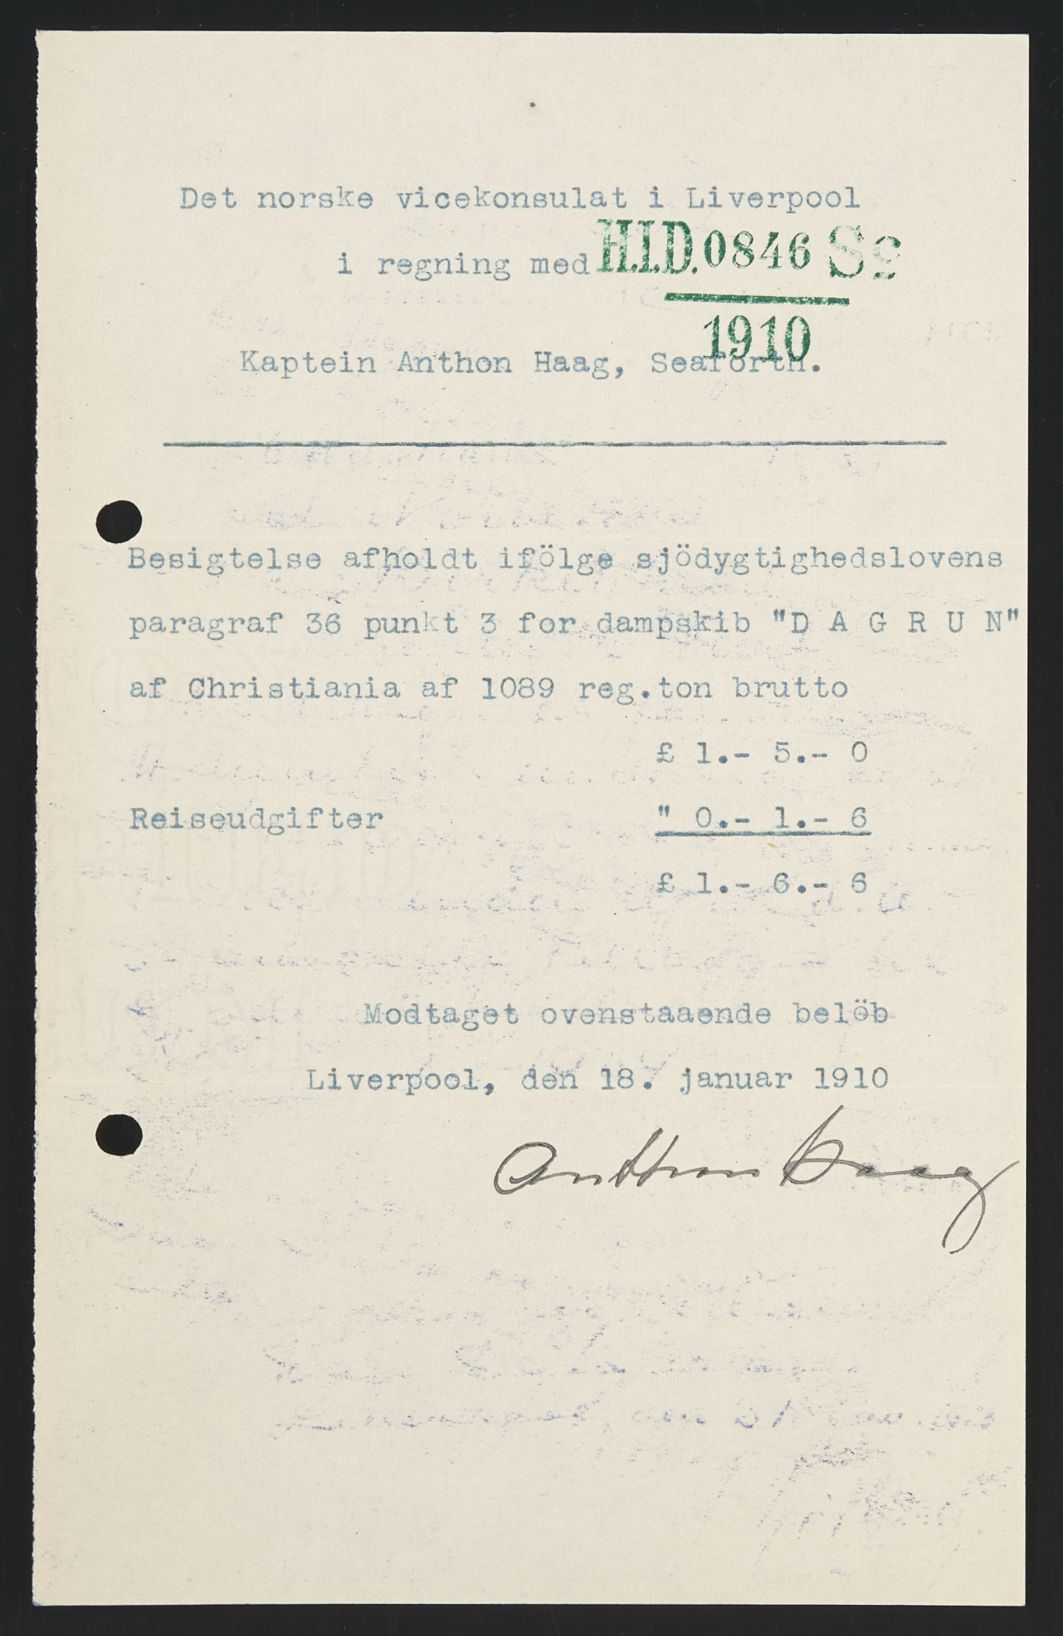 Det norske vicekonsulat i Liverpool
i regning med
H.I.D. 0846 Sc
1910
Kaptein Anthon Haag, Seaforth.
Besigtelse afholdt ifölge sjödygtighedslovens
paragraf 36 punkt 3 for dampskib "D A G R U N"
af Christiania af 1089 reg.ton brutto
£ 1.- 5.- 0
Reiseudgifter " 0.- 1.- 6
£ 1.- 6.- 6
Modtaget ovenstaaende belöb
Liverpool, den 18. januar 1910
Anthon Haag